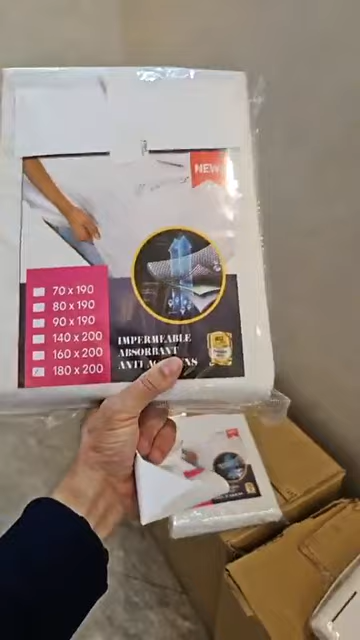 NEW
70 x 190
80 x 190
90 x 190
140 x 200
160 x 200
180 x 200
IMPERMEABLE
ABSORBANT